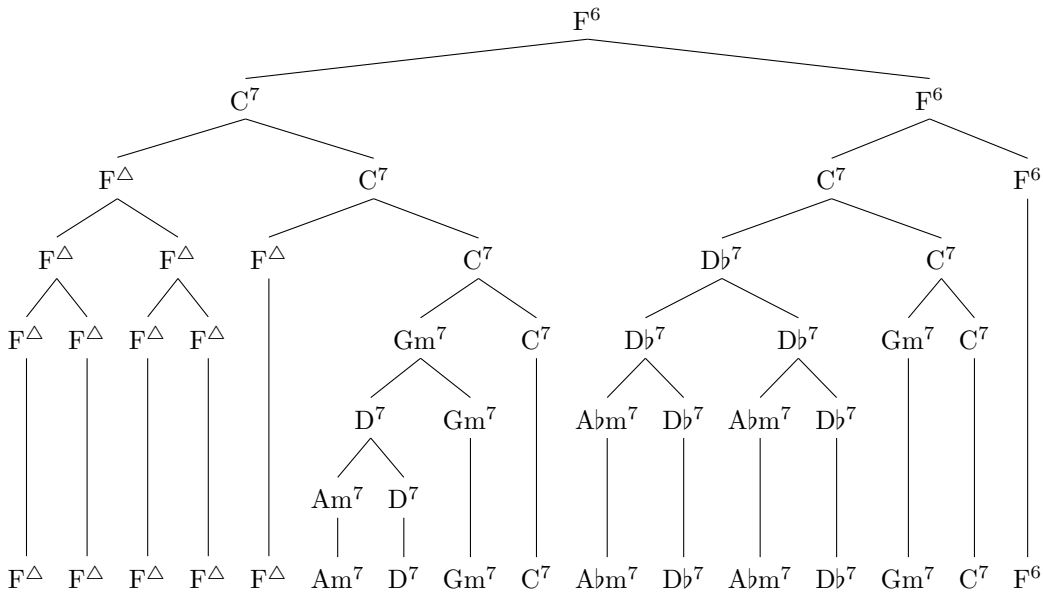 F⁶
C⁷ F⁶
F△ C⁷ C⁷ F⁶
F△ F△ F△ C⁷ D♭⁷ C⁷
F△ F△ F△ F△ Gm⁷ C⁷ D♭⁷ D♭⁷ Gm⁷ C⁷
D⁷ Gm⁷ A♭m⁷ D♭⁷ A♭m⁷ D♭⁷
Am⁷ D⁷
F△ F△ F△ F△ F△ Am⁷ D⁷ Gm⁷ C⁷ A♭m⁷ D♭⁷ A♭m⁷ D♭⁷ Gm⁷ C⁷ F⁶